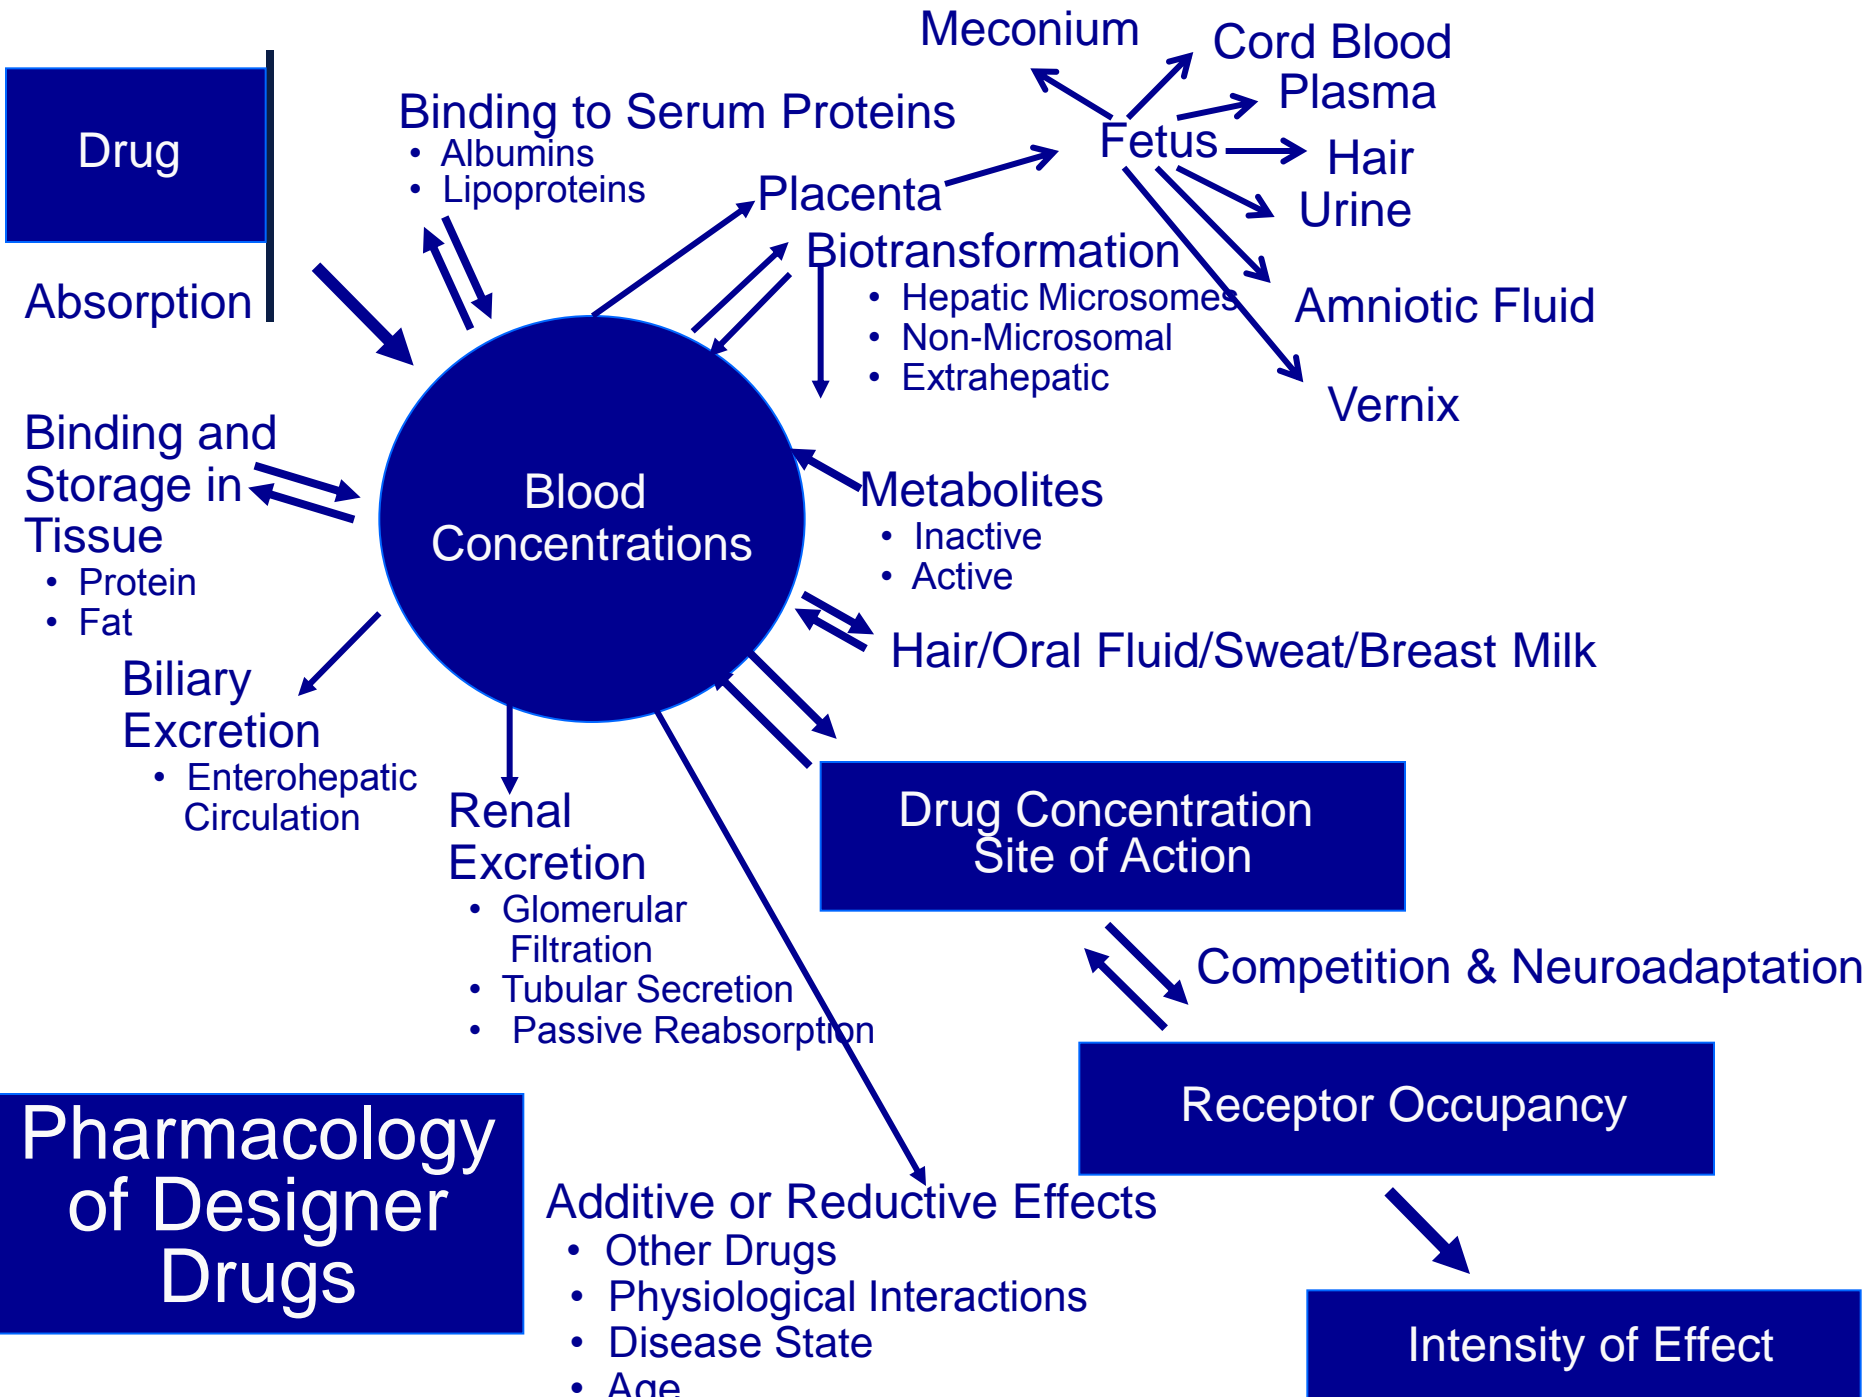 Meconium
Cord Blood
Plasma
Drug
Binding to Serum Proteins
• Albumins
• Lipoproteins
Fetus
Hair
Placenta
Urine
Absorption
Biotransformation
• Hepatic Microsomes
• Non-Microsomal
• Extrahepatic
Amniotic Fluid
Vernix
Binding and
Storage in
Tissue
• Protein
• Fat
Blood
Concentrations
Metabolites
• Inactive
• Active
Hair/Oral Fluid/Sweat/Breast Milk
Biliary
Excretion
• Enterohepatic
Circulation
Renal
Excretion
• Glomerular
Filtration
• Tubular Secretion
• Passive Reabsorption
Drug Concentration
Site of Action
Competition & Neuroadaptation
Receptor Occupancy
Pharmacology
of Designer
Drugs
Additive or Reductive Effects
• Other Drugs
• Physiological Interactions
• Disease State
• Age
Intensity of Effect